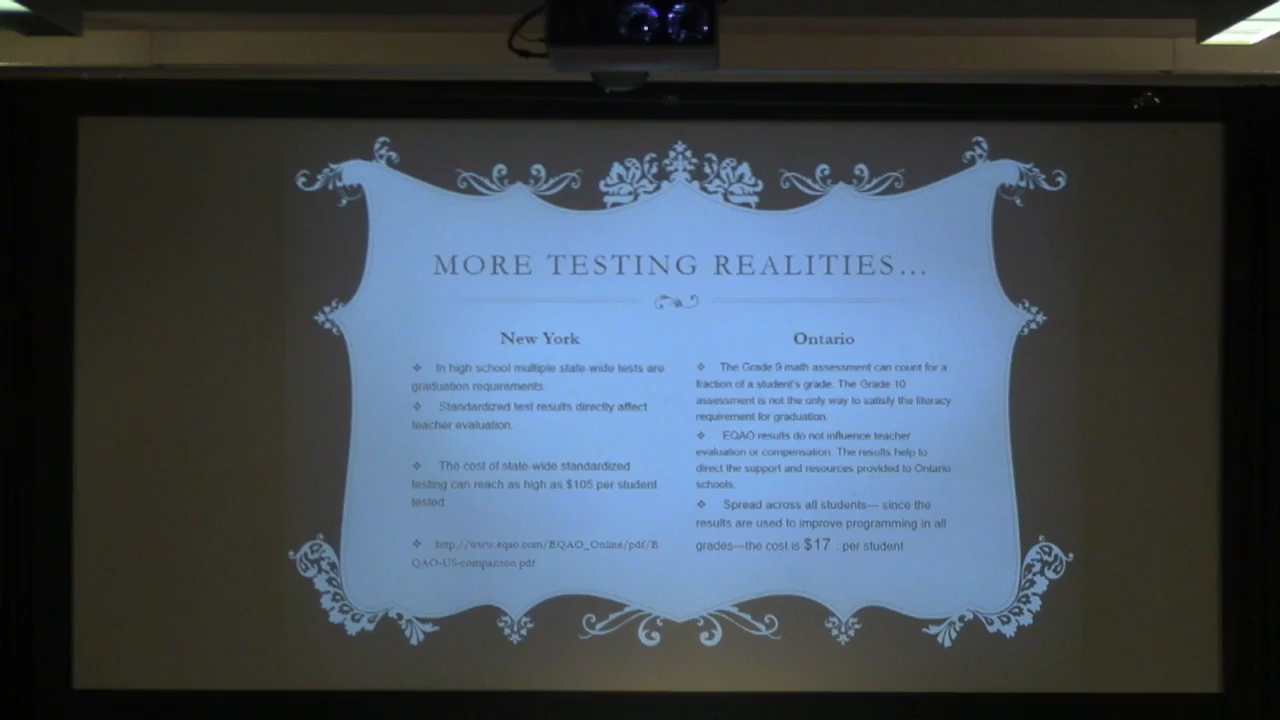 MORE TESTING REALITIES...
New York
❖ In high school multiple state-wide tests are
graduation requirements.
❖ Standardized test results directly affect
teacher evaluation.
❖ The cost of state-wide standardized
testing can reach as high as $105 per student
tested.
❖ http://www.eqao.com/EQAO_Online/pdf/E
QAO-US-comparison.pdf
Ontario
❖ The Grade 9 math assessment can count for a
fraction of a student's grade. The Grade 10
assessment is not the only way to satisfy the literacy
requirement for graduation.
❖ EQAO results do not influence teacher
evaluation or compensation. The results help to
direct the support and resources provided to Ontario
schools.
❖ Spread across all students— since the
results are used to improve programming in all
grades—the cost is $17 . per student